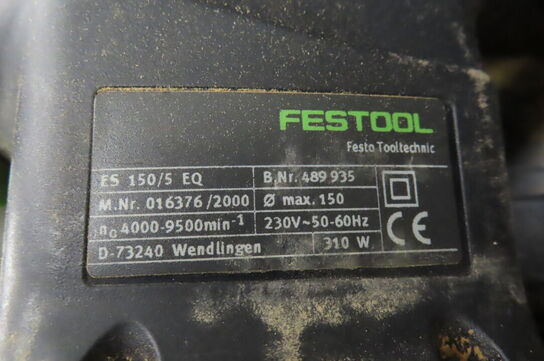 FESTOOL
Festo Tooltechnic
ES 150/5 EQ B.Nr. 489 935
M.Nr. 016376 /2000 Ø max. 150
n₀ 4000-9500min⁻¹ 230V~50-60Hz
D-73240 Wendlingen 310 W
CE